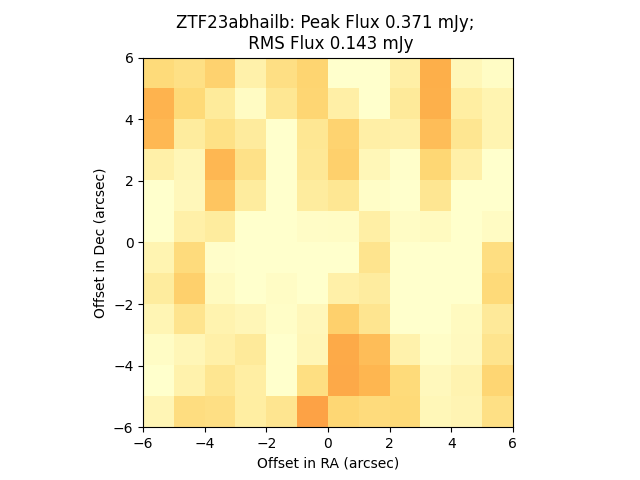 ZTF23abhailb: Peak Flux 0.371 mJy;
RMS Flux 0.143 mJy
6
4
2
0
−2
−4
−6
Offset in Dec (arcsec)
−6 −4 −2 0 2 4 6
Offset in RA (arcsec)